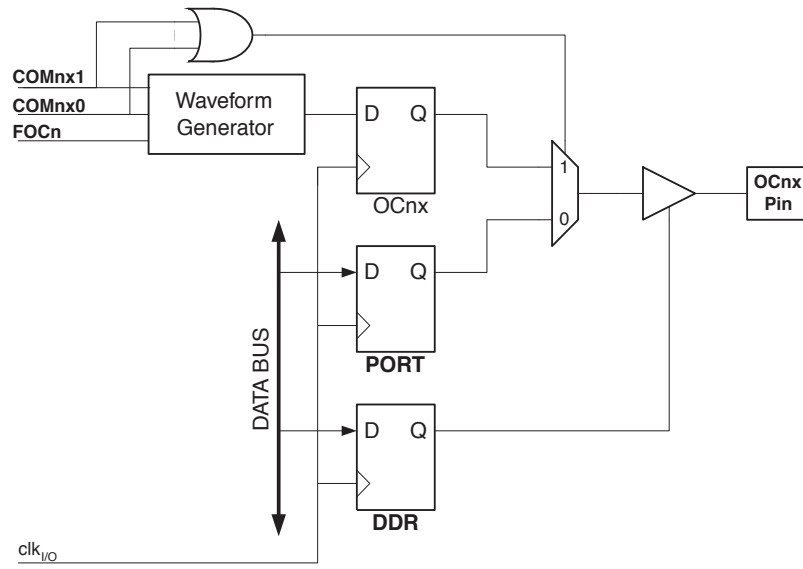 COMnx1
COMnx0
FOCn
Waveform
Generator
D Q
OCnx
1
0
OCnx
Pin
D Q
PORT
DATA BUS
D Q
DDR
clkI/O